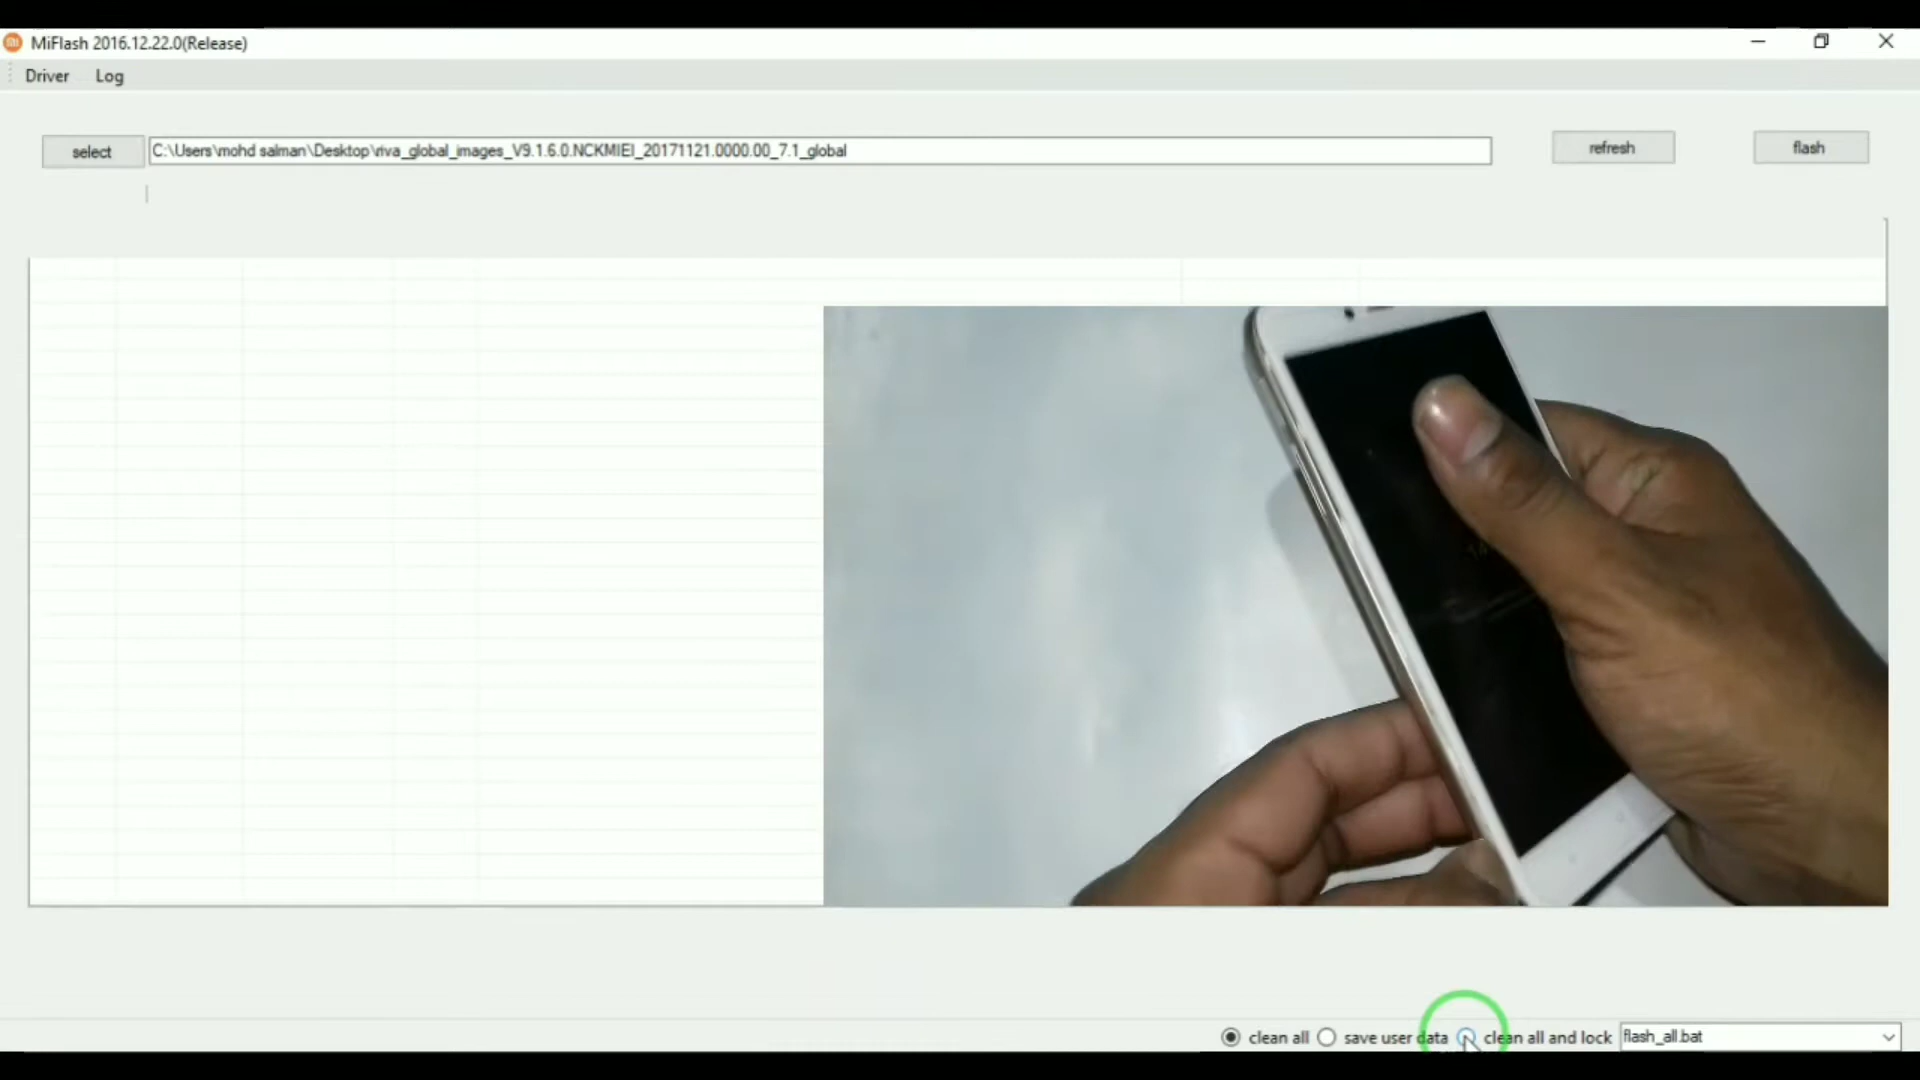 MiFlash 2016.12.22.0(Release)
Driver Log
select C:\Users\mohd salman\Desktop\riva_global_images_V9.1.6.0.NCKMIEI_20171121.0000.00_7.1_global refresh flash
clean all save user data clean all and lock flash_all.bat